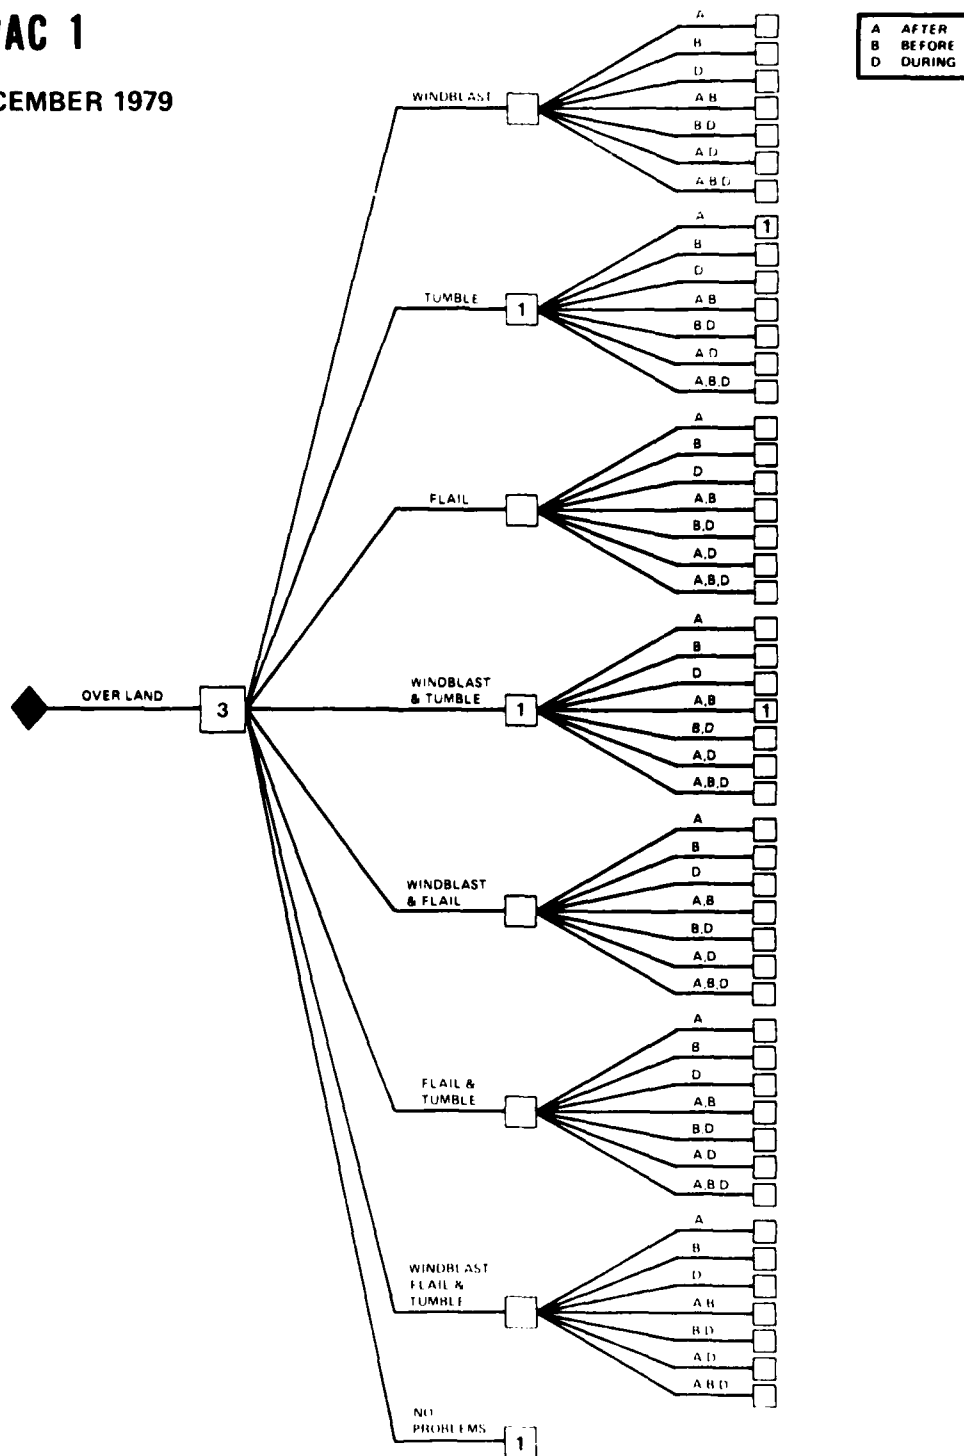 AC 1
CEMBER 1979
A AFTER
B BEFORE
D DURING
OVER LAND
3
WINDBLAST
A
B
D
A B
B D
A D
A B D
TUMBLE
1
A
1
B
D
A B
B D
A D
A,B,D
FLAIL
A
B
D
A,B
B,D
A,D
A,B,D
WINDBLAST
& TUMBLE
1
A
B
D
A,B
1
B,D
A,D
A,B,D
WINDBLAST
& FLAIL
A
B
D
A,B
B,D
A,D
A,B,D
FLAIL &
TUMBLE
A
B
D
A,B
B,D
A D
A,B D
WINDBLAST
FLAIL &
TUMBLE
A
B
D
A B
B D
A D
A B D
NO
PROBLEMS
1